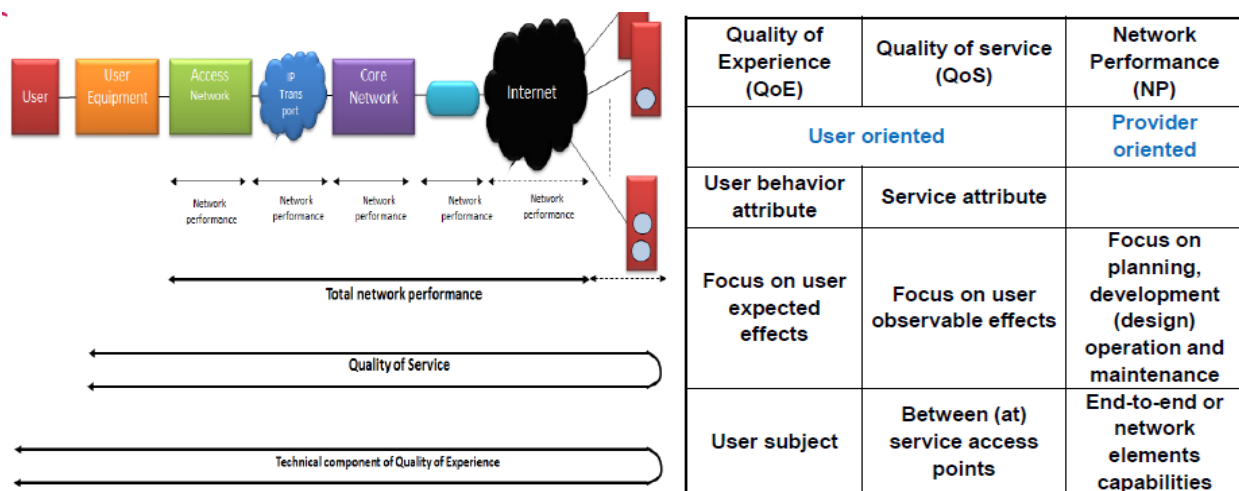 User
User
Equipment
Access
Network
IP
Trans
port
Core
Network
Internet
Network
performance
Network
performance
Network
performance
Network
performance
Network
performance
Total network performance
Quality of Service
Technical component of Quality of Experience
Quality of
Experience
(QoE)
Quality of service
(QoS)
Network
Performance
(NP)
User oriented
Provider
oriented
User behavior
attribute
Service attribute
Focus on user
expected
effects
Focus on user
observable effects
Focus on
planning,
development
(design)
operation and
maintenance
User subject
Between (at)
service access
points
End-to-end or
network
elements
capabilities